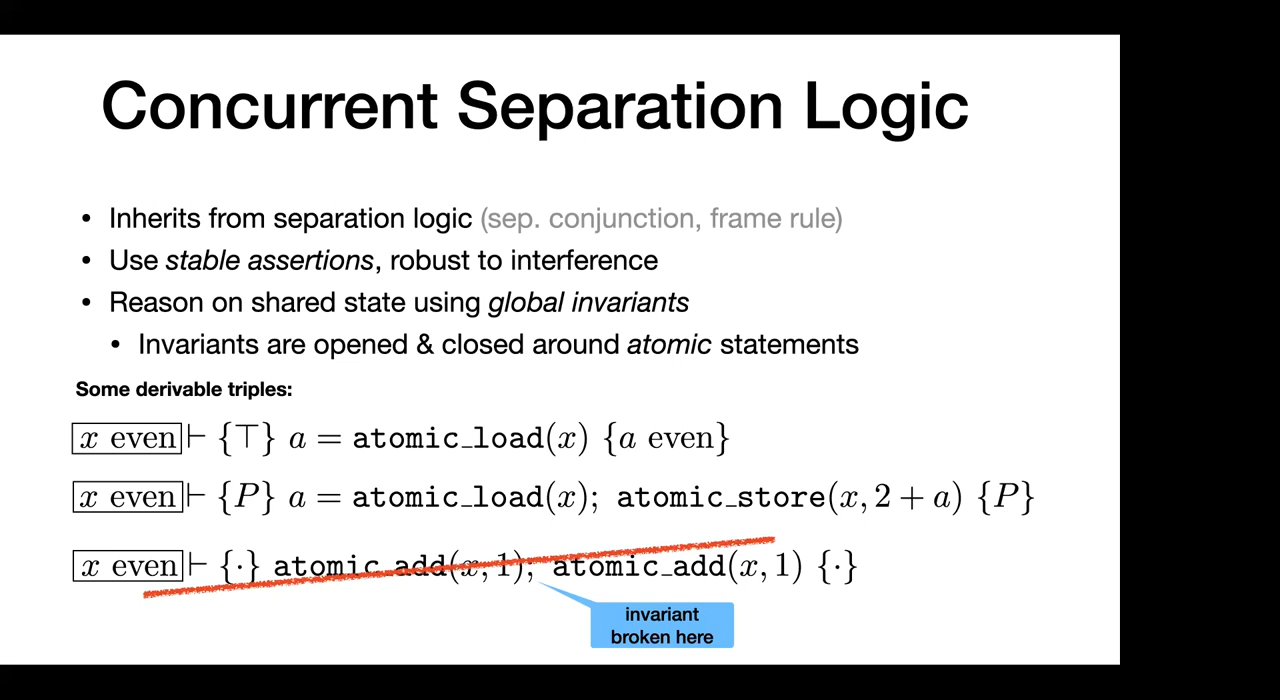 Concurrent Separation Logic
• Inherits from separation logic (sep. conjunction, frame rule)
• Use stable assertions, robust to interference
• Reason on shared state using global invariants
• Invariants are opened & closed around atomic statements
Some derivable triples:
x even ⊢ {⊤} a = atomic_load(x) {a even}
x even ⊢ {P} a = atomic_load(x); atomic_store(x, 2 + a) {P}
x even ⊢ {·} atomic_add(x, 1); atomic_add(x, 1) {·}
invariant
broken here